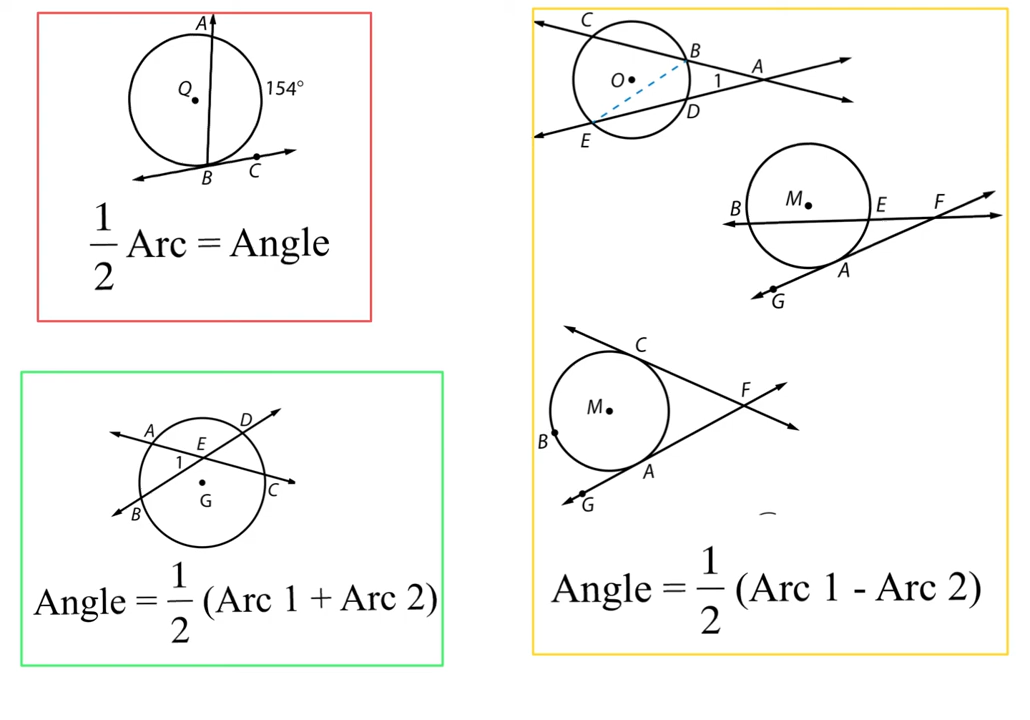 A
Q
154°
B
C
1/2 Arc = Angle
A
D
E
1
G
B
C
Angle = 1/2 (Arc 1 + Arc 2)
C
B
A
O
1
D
E
M
B
E
F
A
G
C
F
M
B
A
G
Angle = 1/2 (Arc 1 - Arc 2)